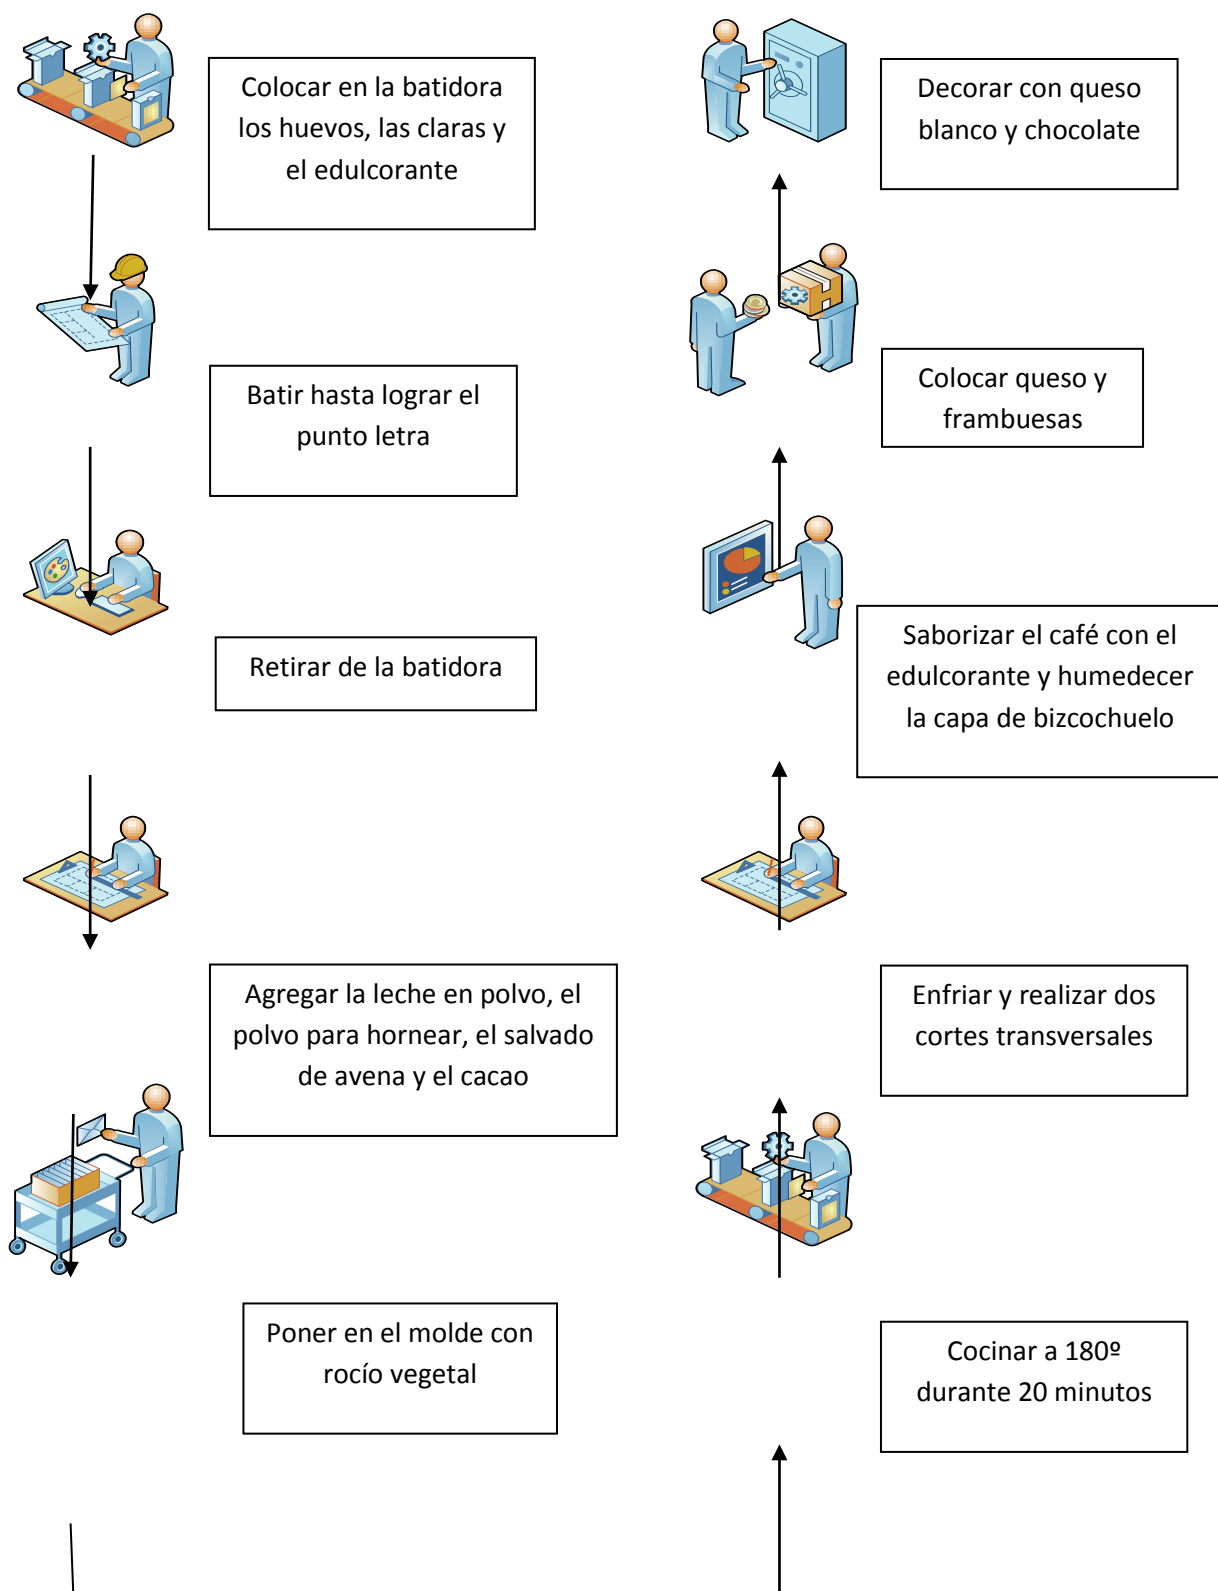 Colocar en la batidora
los huevos, las claras y
el edulcorante
Batir hasta lograr el
punto letra
Retirar de la batidora
Agregar la leche en polvo, el
polvo para hornear, el salvado
de avena y el cacao
Poner en el molde con
rocío vegetal
Decorar con queso
blanco y chocolate
Colocar queso y
frambuesas
Saborizar el café con el
edulcorante y humedecer
la capa de bizcochuelo
Enfriar y realizar dos
cortes transversales
Cocinar a 180º
durante 20 minutos